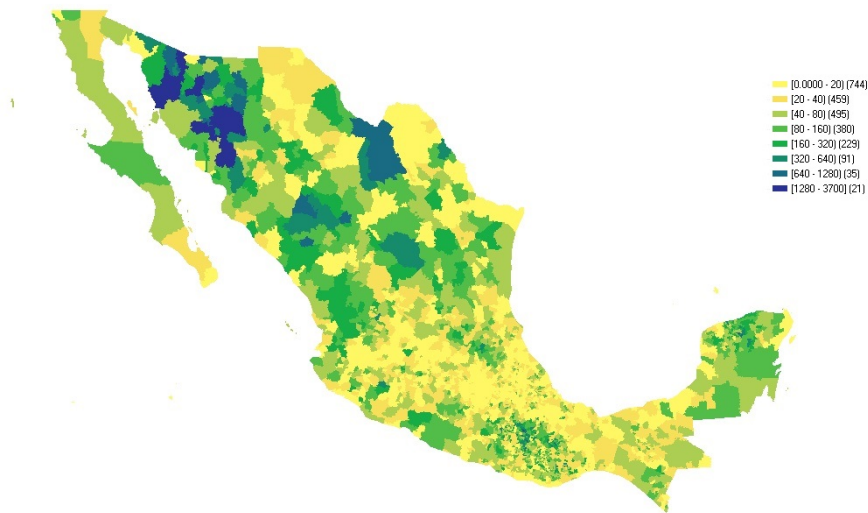 [0.0000 - 20) (744)
[20 - 40) (459)
[40 - 80) (495)
[80 - 160) (380)
[160 - 320) (229)
[320 - 640) (91)
[640 - 1280) (35)
[1280 - 3700] (21)